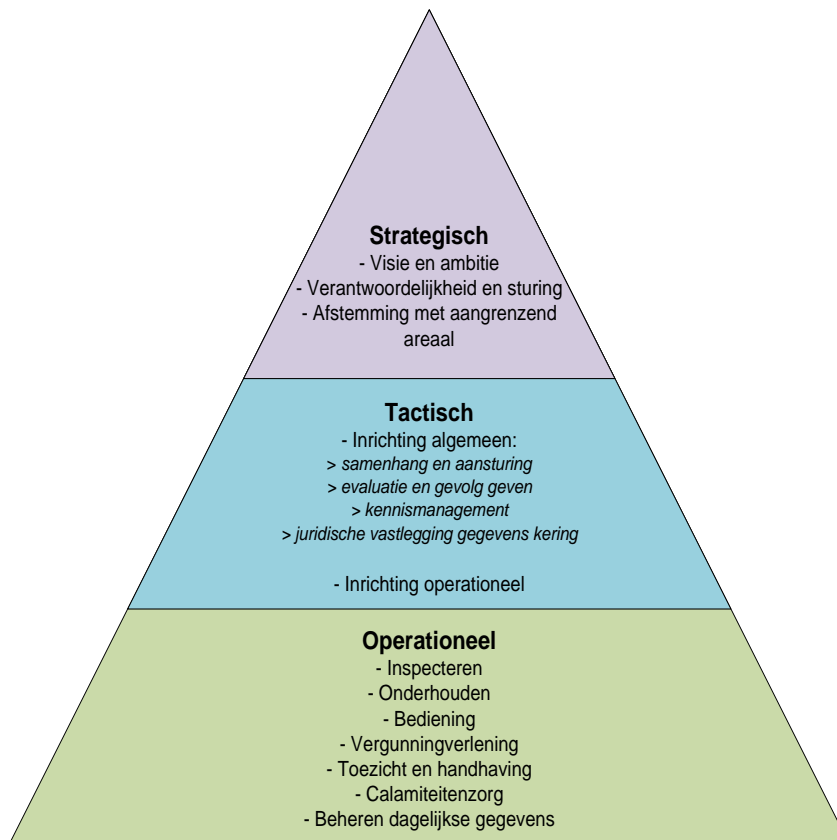 Strategisch
- Visie en ambitie
- Verantwoordelijkheid en sturing
- Afstemming met aangrenzend
areaal
Tactisch
- Inrichting algemeen:
> samenhang en aansturing
> evaluatie en gevolg geven
> kennismanagement
> juridische vastlegging gegevens kering
- Inrichting operationeel
Operationeel
- Inspecteren
- Onderhouden
- Bediening
- Vergunningverlening
- Toezicht en handhaving
- Calamiteitenzorg
- Beheren dagelijkse gegevens